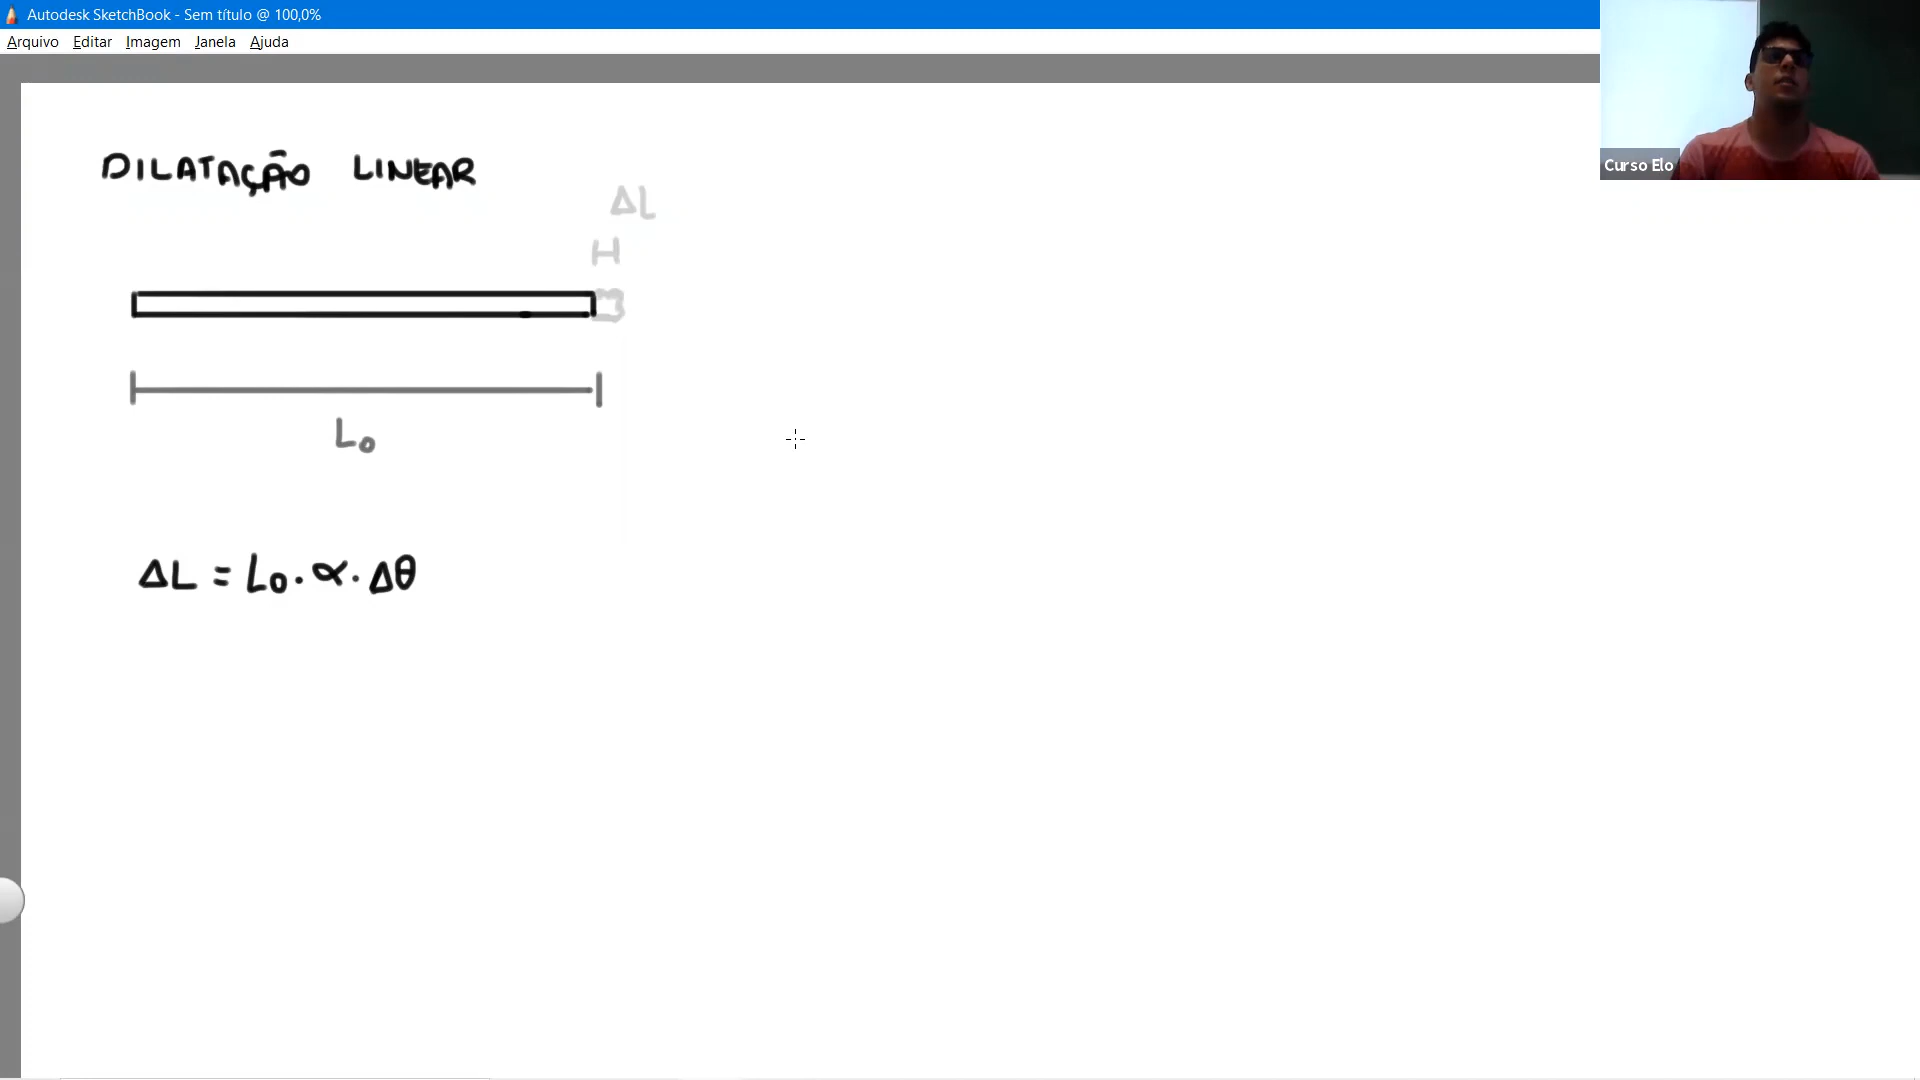 Autodesk SketchBook - Sem título @ 100,0%
Arquivo Editar Imagem Janela Ajuda
Curso Elo
DILATAÇÃO LINEAR
ΔL
L₀
ΔL = L₀ · α · Δθ